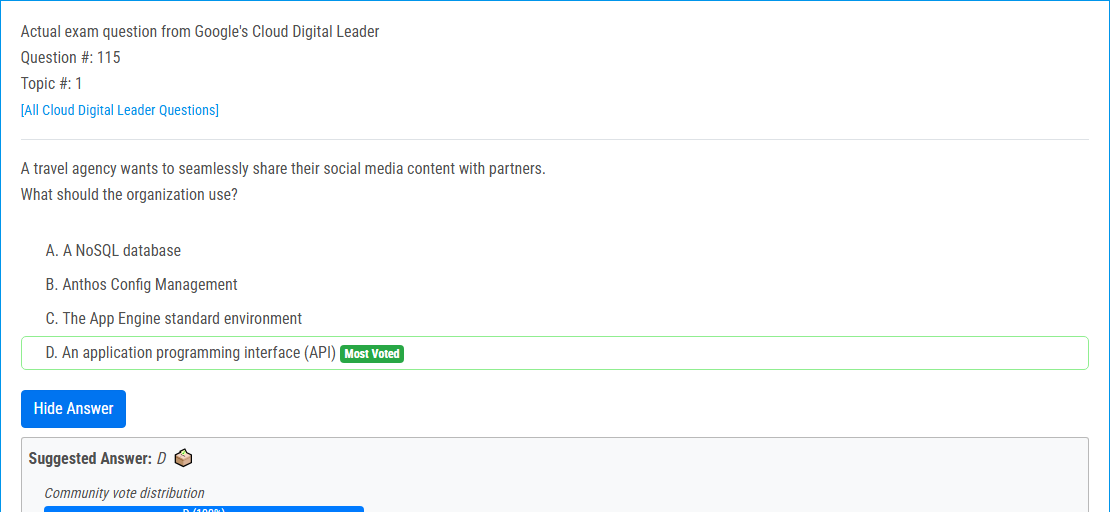 Actual exam question from Google's Cloud Digital Leader
Question #: 115
Topic #: 1
[All Cloud Digital Leader Questions]
A travel agency wants to seamlessly share their social media content with partners.
What should the organization use?
A. A NoSQL database
B. Anthos Config Management
C. The App Engine standard environment
D. An application programming interface (API) Most Voted
Hide Answer
Suggested Answer: D
Community vote distribution
D (100%)